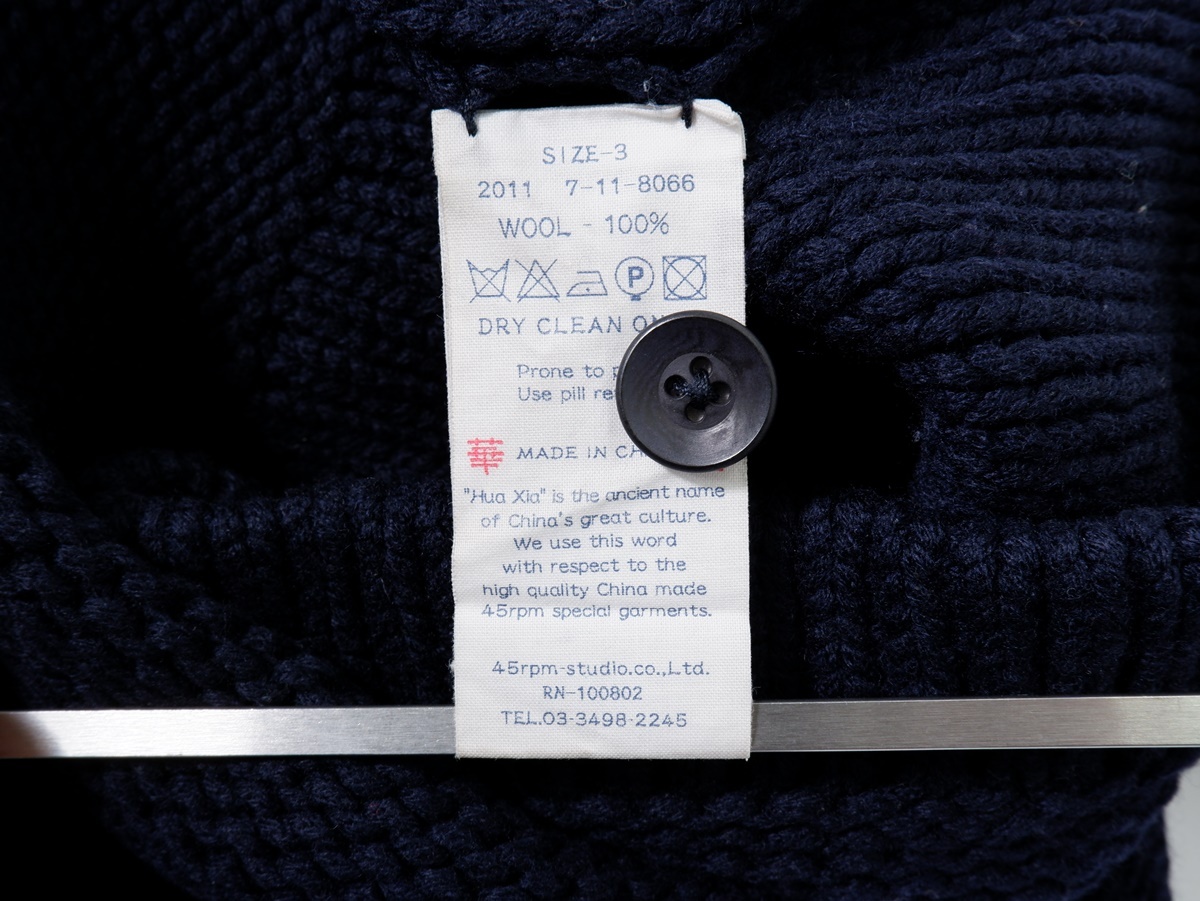 SIZE-3
2011 7-11-8066
WOOL - 100%
P
DRY CLEAN
Prone to
Use pill
華 MADE IN
"Hua Xia" is the ancient name
of China's great culture.
We use this word
with respect to the
high quality China made
45rpm special garments.
45rpm-studio.co.,Ltd.
RN-100802
TEL.03-3498-2245